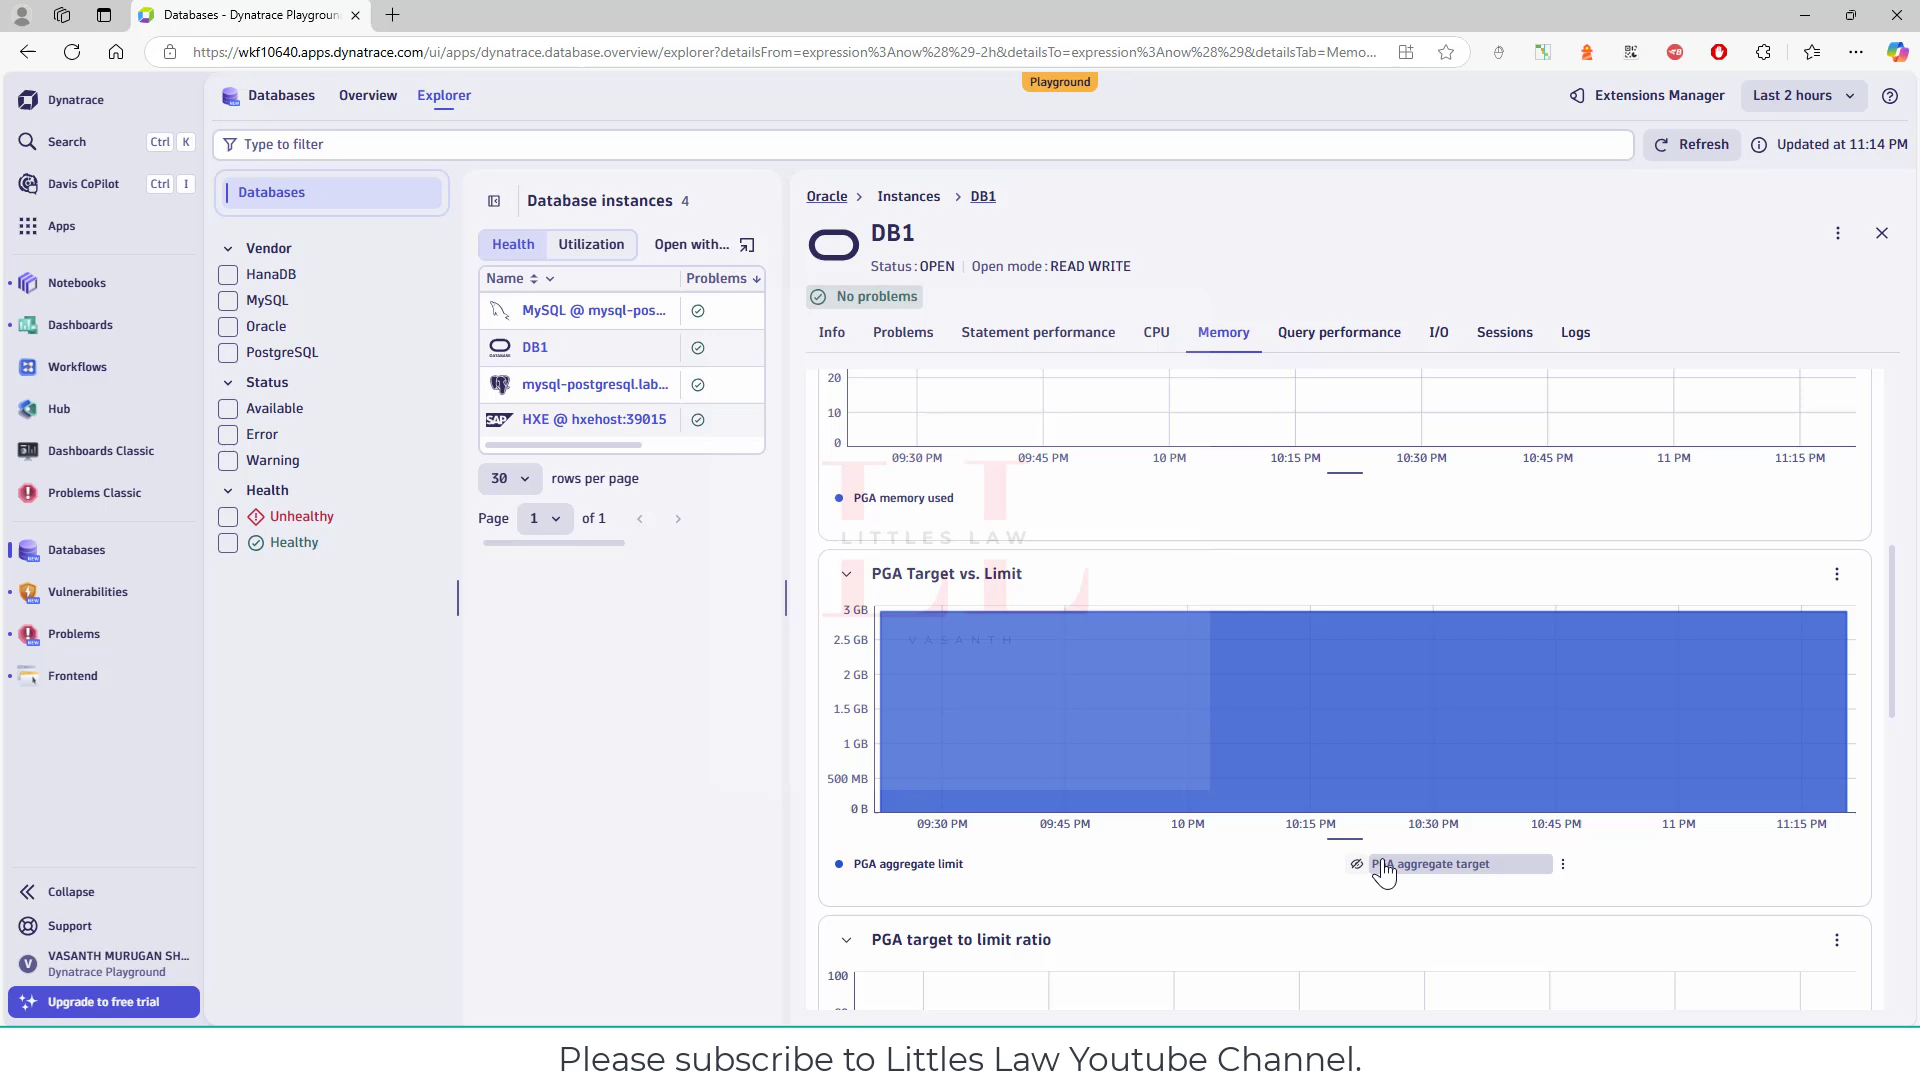 Databases - Dynatrace Playgroun
https://wkf10640.apps.dynatrace.com/ui/apps/dynatrace.database.overview/explorer?detailsFrom=expression%3Anow%28%29-2h&detailsTo=expression%3Anow%28%29&detailsTab=Memo...
Playground
Dynatrace
Search Ctrl K
Davis CoPilot Ctrl I
Apps
Notebooks
Dashboards
Workflows
Hub
Dashboards Classic
Problems Classic
Databases
Vulnerabilities
Problems
Frontend
Collapse
Support
V
VASANTH MURUGAN SH...
Dynatrace Playground
Upgrade to free trial
Databases Overview Explorer
Extensions Manager Last 2 hours
Type to filter
Refresh Updated at 11:14 PM
Databases
Vendor
HanaDB
MySQL
Oracle
PostgreSQL
Status
Available
Error
Warning
Health
Unhealthy
Healthy
Database instances 4
Health Utilization Open with...
Name Problems
MySQL @ mysql-pos...
DB1
mysql-postgresql.lab...
SAP HXE @ hxehost:39015
30 rows per page
Page 1 of 1
Oracle > Instances > DB1
DB1
Status : OPEN | Open mode : READ WRITE
No problems
Info Problems Statement performance CPU Memory Query performance I/O Sessions Logs
20
10
0
09:30 PM 09:45 PM 10 PM 10:15 PM 10:30 PM 10:45 PM 11 PM 11:15 PM
PGA memory used
LITTLES LAW
VASANTH
PGA Target vs. Limit
3 GB
2.5 GB
2 GB
1.5 GB
1 GB
500 MB
0 B
09:30 PM 09:45 PM 10 PM 10:15 PM 10:30 PM 10:45 PM 11 PM 11:15 PM
PGA aggregate limit PGA aggregate target
PGA target to limit ratio
100
Please subscribe to Littles Law Youtube Channel.